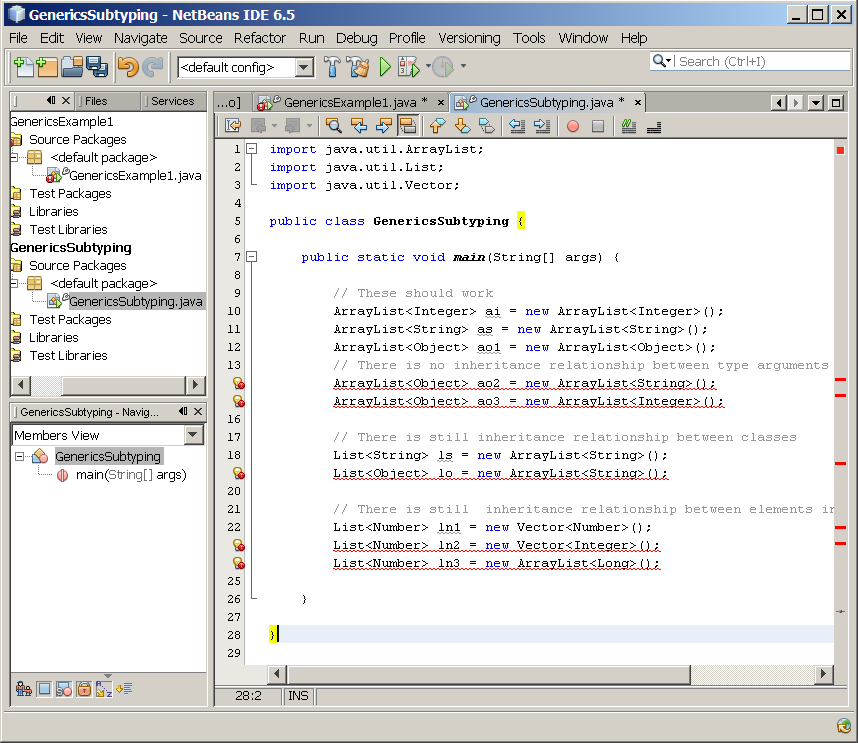 GenericsSubtyping - NetBeans IDE 6.5
File Edit View Navigate Source Refactor Run Debug Profile Versioning Tools Window Help
<default config> Search (Ctrl+I)
Files Services
...o] GenericsExample1.java * GenericsSubtyping.java *
GenericsExample1
Source Packages
<default package>
GenericsExample1.java
Test Packages
Libraries
Test Libraries
GenericsSubtyping
Source Packages
<default package>
GenericsSubtyping.java
Test Packages
Libraries
Test Libraries
GenericsSubtyping - Navig...
Members View
GenericsSubtyping
main(String[] args)
1 import java.util.ArrayList;
2 import java.util.List;
3 import java.util.Vector;
4
5 public class GenericsSubtyping {
6
7 public static void main(String[] args) {
8
9 // These should work
10 ArrayList<Integer> ai = new ArrayList<Integer>();
11 ArrayList<String> as = new ArrayList<String>();
12 ArrayList<Object> ao1 = new ArrayList<Object>();
13 // There is no inheritance relationship between type arguments
ArrayList<Object> ao2 = new ArrayList<String>();
ArrayList<Object> ao3 = new ArrayList<Integer>();
16
17 // There is still inheritance relationship between classes
18 List<String> ls = new ArrayList<String>();
List<Object> lo = new ArrayList<String>();
20
21 // There is still  inheritance relationship between elements in
22 List<Number> ln1 = new Vector<Number>();
List<Number> ln2 = new Vector<Integer>();
List<Number> ln3 = new ArrayList<Long>();
25
26 }
27
28 }
29
28:2 INS